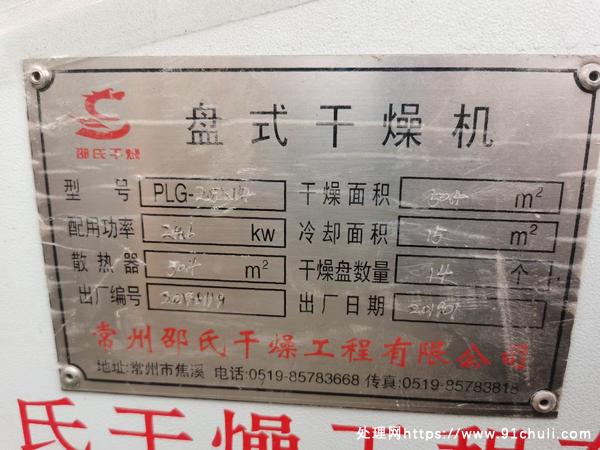 盘式干燥机
邵氏干燥
型 号 PLG- 干燥面积 m²
配用功率 kw 冷却面积 15 m²
散热器 m² 干燥盘数量 14 个
出厂编号 出厂日期 201901
常州邵氏干燥工程有限公司
地址:常州市焦溪 电话:0519-85783668 传真:0519-85783818
氏干燥工程有
处理网https://www.91chuli.com